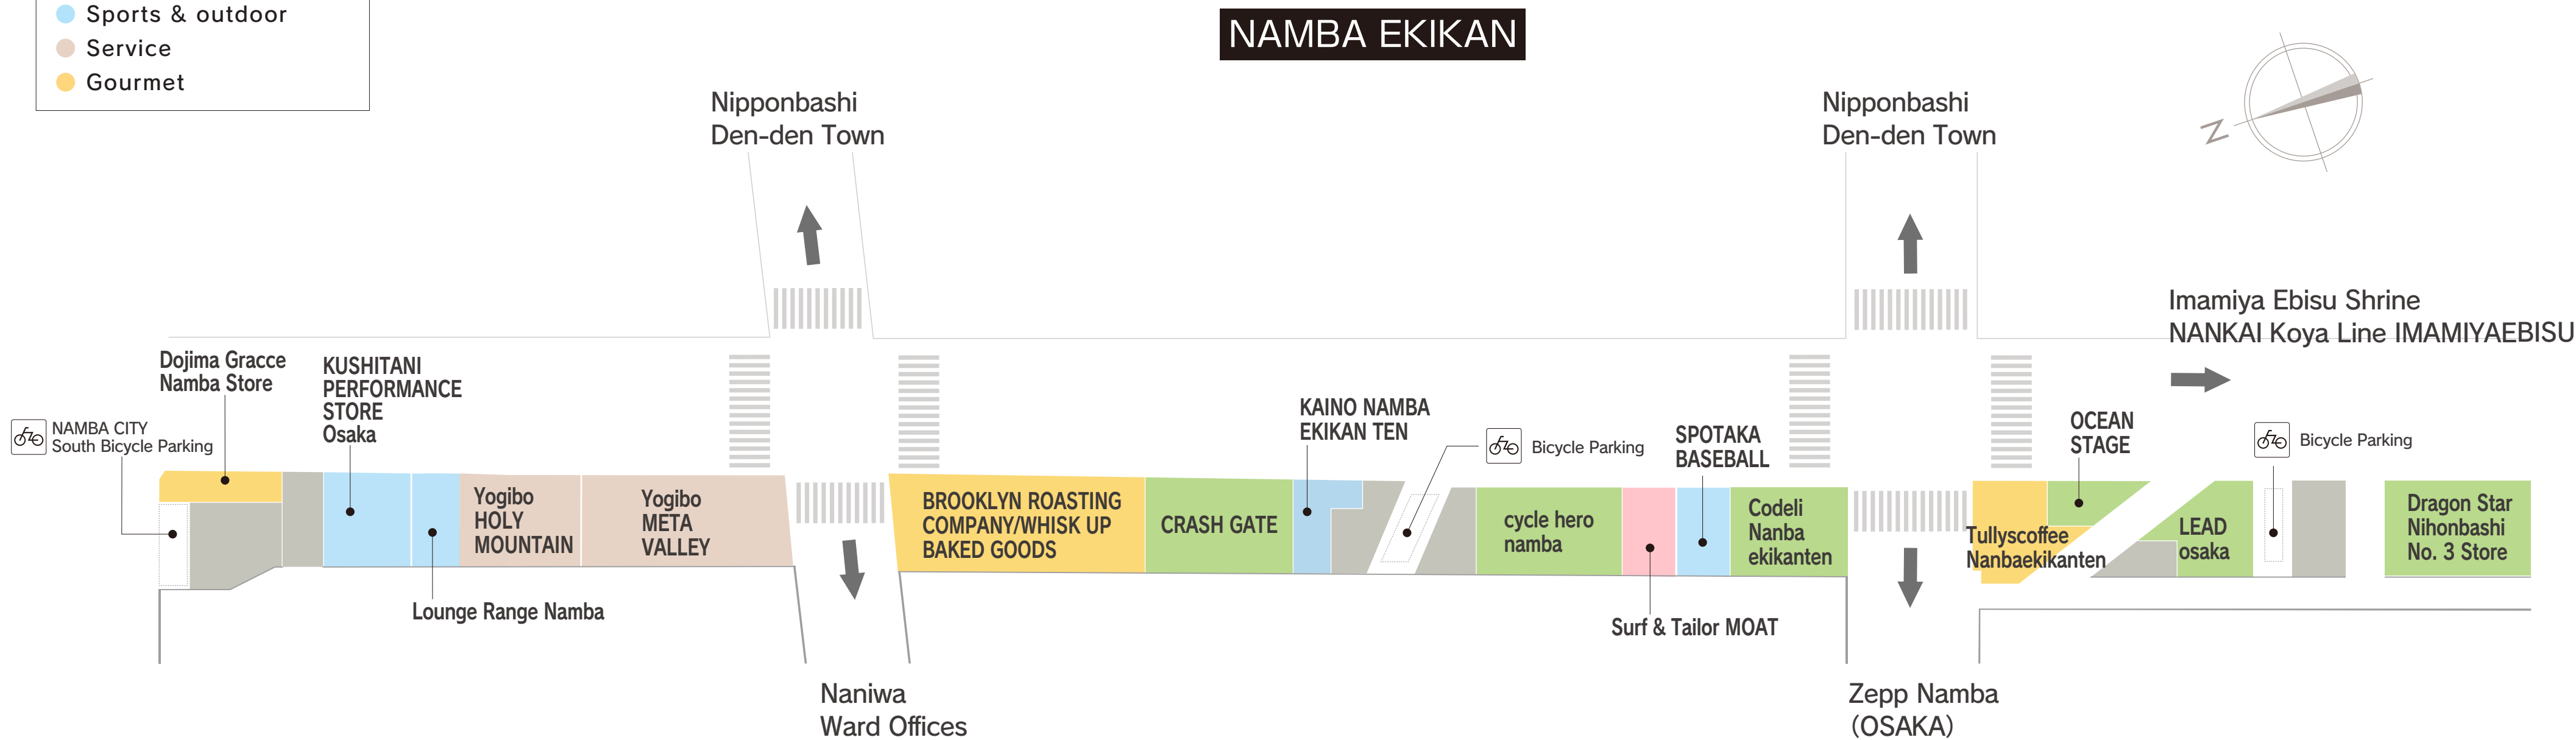 Sports & outdoor
Service
Gourmet
NAMBA EKIKAN
Nipponbashi
Den-den Town
Nipponbashi
Den-den Town
N
Imamiya Ebisu Shrine
NANKAI Koya Line IMAMIYAEBISU
Dojima Gracce
Namba Store
KUSHITANI
PERFORMANCE
STORE
Osaka
NAMBA CITY
South Bicycle Parking
KAINO NAMBA
EKIKAN TEN
Bicycle Parking
SPOTAKA
BASEBALL
OCEAN
STAGE
Bicycle Parking
Yogibo
HOLY
MOUNTAIN
Yogibo
META
VALLEY
BROOKLYN ROASTING
COMPANY/WHISK UP
BAKED GOODS
CRASH GATE
cycle hero
namba
Codeli
Nanba
ekikanten
Tullyscoffee
Nanbaekikanten
LEAD
osaka
Dragon Star
Nihonbashi
No. 3 Store
Lounge Range Namba
Surf & Tailor MOAT
Naniwa
Ward Offices
Zepp Namba
(OSAKA)